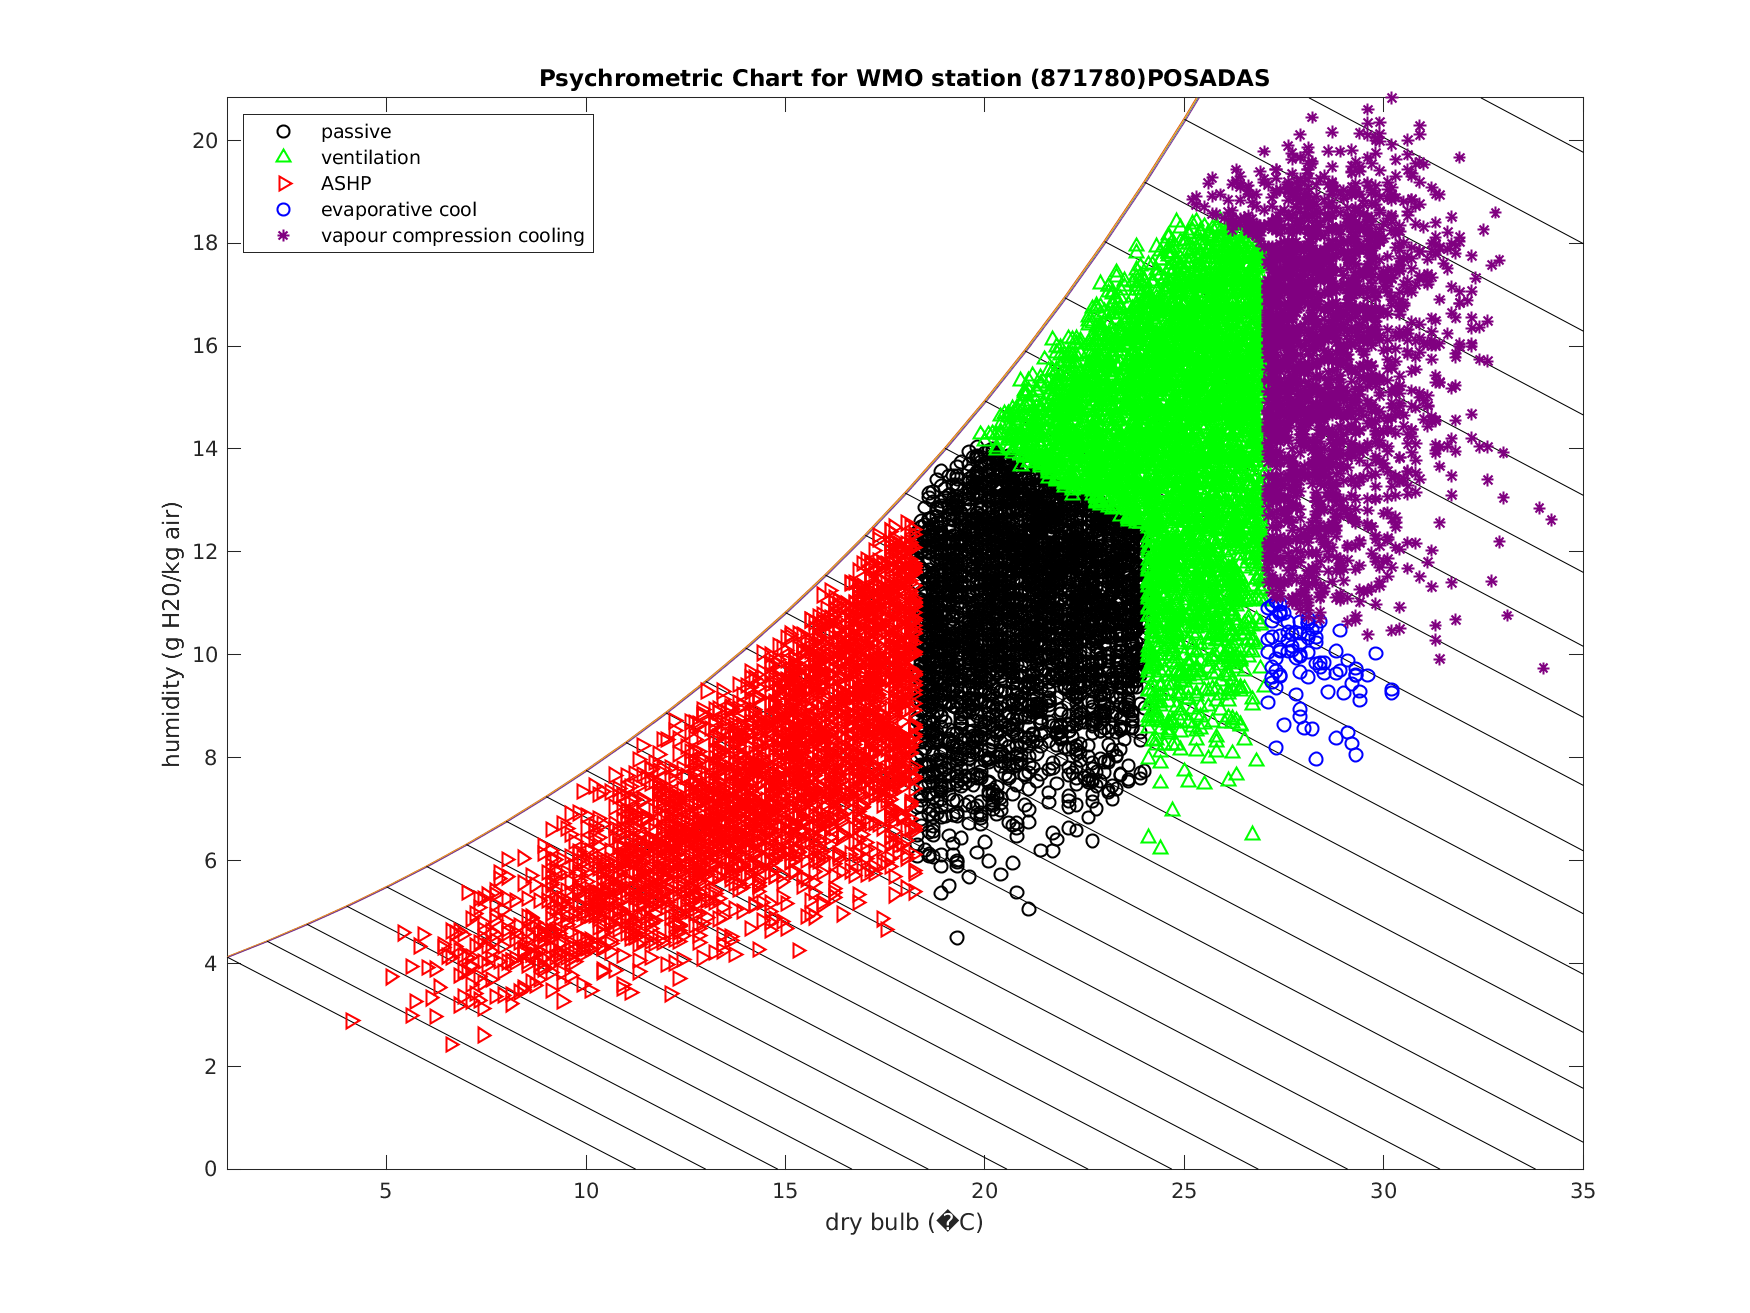 Psychrometric Chart for WMO station (871780)POSADAS
passive
ventilation
ASHP
evaporative cool
vapour compression cooling
humidity (g H20/kg air)
20
18
16
14
12
10
8
6
4
2
0
5 10 15 20 25 30 35
dry bulb (�C)